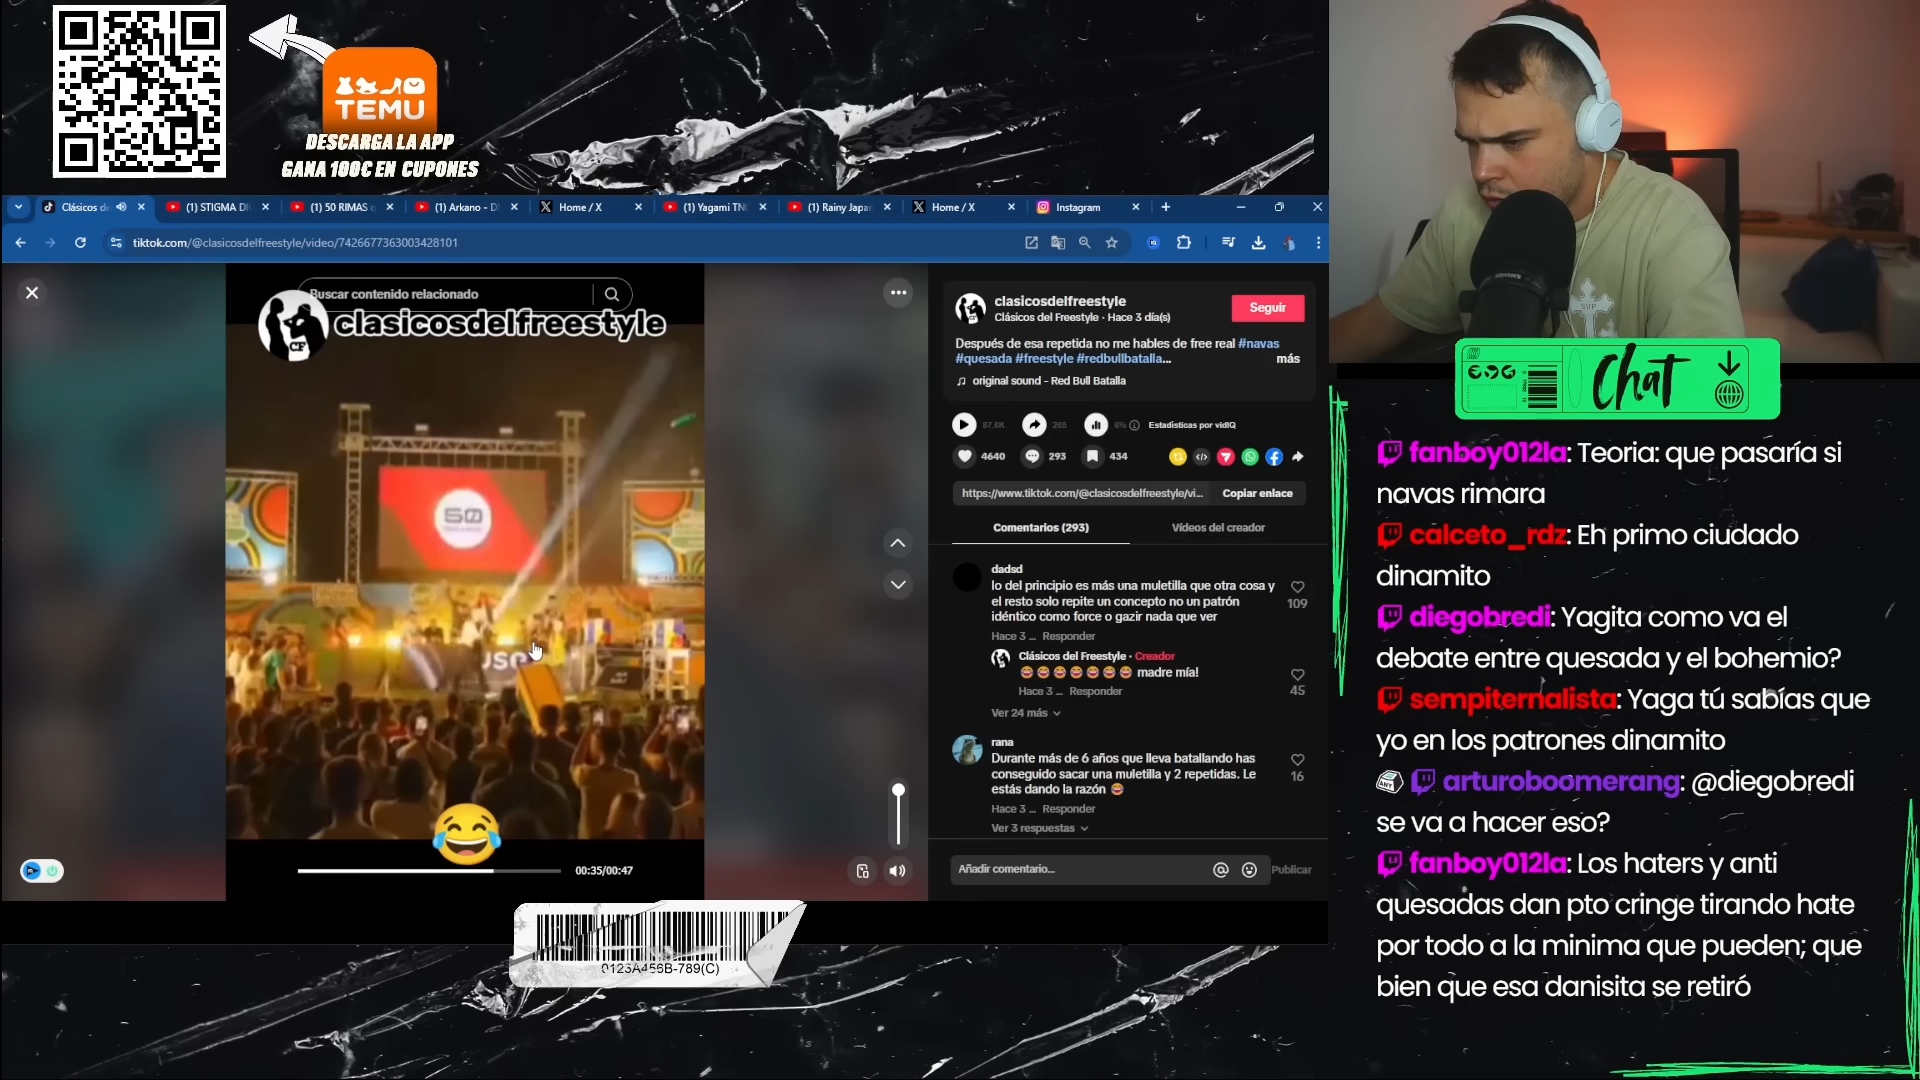 TEMU
DESCARGA LA APP
GANA 100€ EN CUPONES
Clásicos de
(1) STIGMA DI
(1) 50 RIMAS
(1) Arkano - D
Home / X
(1) Yagami TN
(1) Rainy Japa
Home / X
Instagram
tiktok.com/@clasicosdelfreestyle/video/7426677363003428101
Buscar contenido relacionado
clasicosdelfreestyle
CF
50
00:35/00:47
clasicosdelfreestyle
Clásicos del Freestyle · Hace 3 día(s)
Seguir
Después de esa repetida no me hables de free real #navas
#quesada #freestyle #redbullbatalla...
más
original sound - Red Bull Batalla
87.6K
265
6%
Estadísticas por vidIQ
4640
293
434
https://www.tiktok.com/@clasicosdelfreestyle/vi...
Copiar enlace
Comentarios (293)
Vídeos del creador
dadsd
lo del principio es más una muletilla que otra cosa y
el resto solo repite un concepto no un patrón
idéntico como force o gazir nada que ver
109
Hace 3 ... Responder
Clásicos del Freestyle · Creador
😂😂😂😂😂😂😂 madre mía!
45
Hace 3 ... Responder
Ver 24 más
rana
Durante más de 6 años que lleva batallando has
conseguido sacar una muletilla y 2 repetidas. Le
estás dando la razón 😂
16
Hace 3 ... Responder
Ver 3 respuestas
Añadir comentario...
Publicar
0123A456B-789(C)
Chat
fanboy012la: Teoria: que pasaría si
navas rimara
calceto_rdz: Eh primo ciudado
dinamito
diegobredi: Yagita como va el
debate entre quesada y el bohemio?
sempiternalista: Yaga tú sabías que
yo en los patrones dinamito
arturoboomerang: @diegobredi
se va a hacer eso?
fanboy012la: Los haters y anti
quesadas dan pto cringe tirando hate
por todo a la minima que pueden; que
bien que esa danisita se retiró